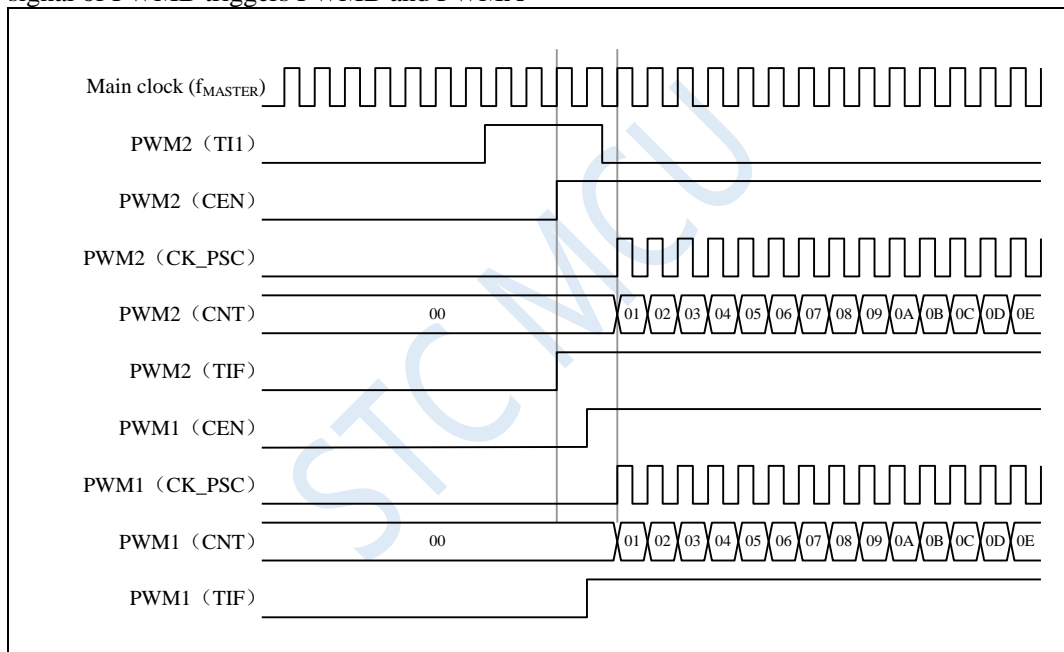 signal of PWMB triggers PWMB and PWMA
Main clock (fMASTER)
PWM2（TI1）
PWM2（CEN）
PWM2（CK_PSC）
PWM2（CNT） 00 01 02 03 04 05 06 07 08 09 0A 0B 0C 0D 0E
PWM2（TIF）
PWM1（CEN）
PWM1（CK_PSC）
PWM1（CNT） 00 01 02 03 04 05 06 07 08 09 0A 0B 0C 0D 0E
PWM1（TIF）
STC MCU